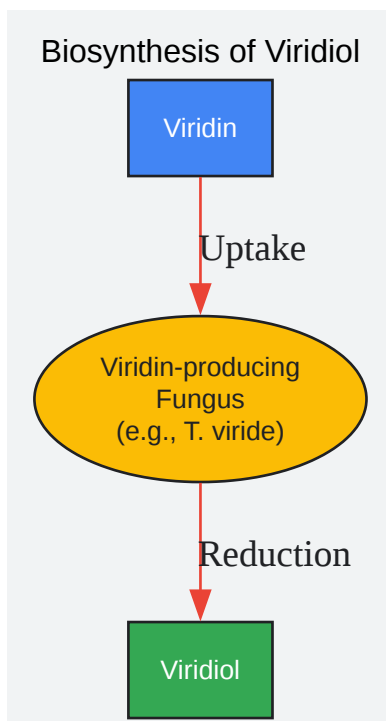 Biosynthesis of Viridiol
Viridin
Uptake
Viridin-producing
Fungus
(e.g., T. viride)
Reduction
Viridiol